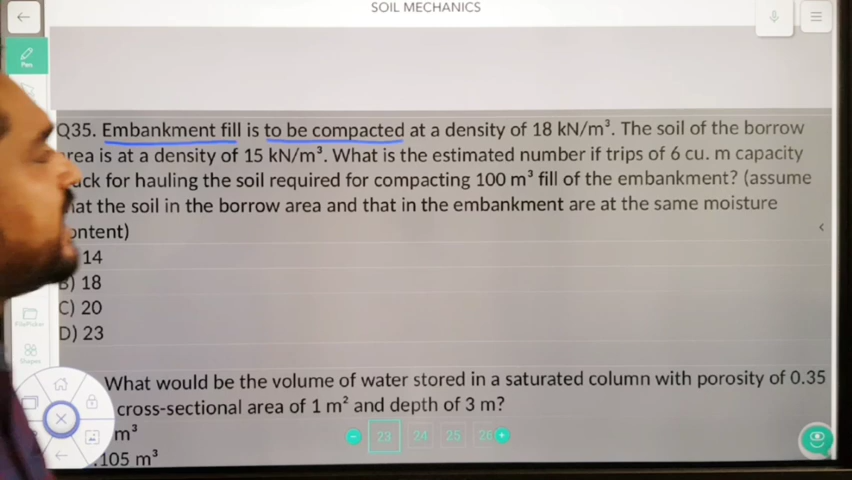 SOIL MECHANICS
Pen
Q35. Embankment fill is to be compacted at a density of 18 kN/m³. The soil of the borrow
rea is at a density of 15 kN/m³. What is the estimated number if trips of 6 cu. m capacity
uck for hauling the soil required for compacting 100 m³ fill of the embankment? (assume
hat the soil in the borrow area and that in the embankment are at the same moisture
ontent)
14
B) 18
C) 20
D) 23
FilePicker
Shapes
What would be the volume of water stored in a saturated column with porosity of 0.35
cross-sectional area of 1 m² and depth of 3 m?
m³
.105 m³
23 24 25 26